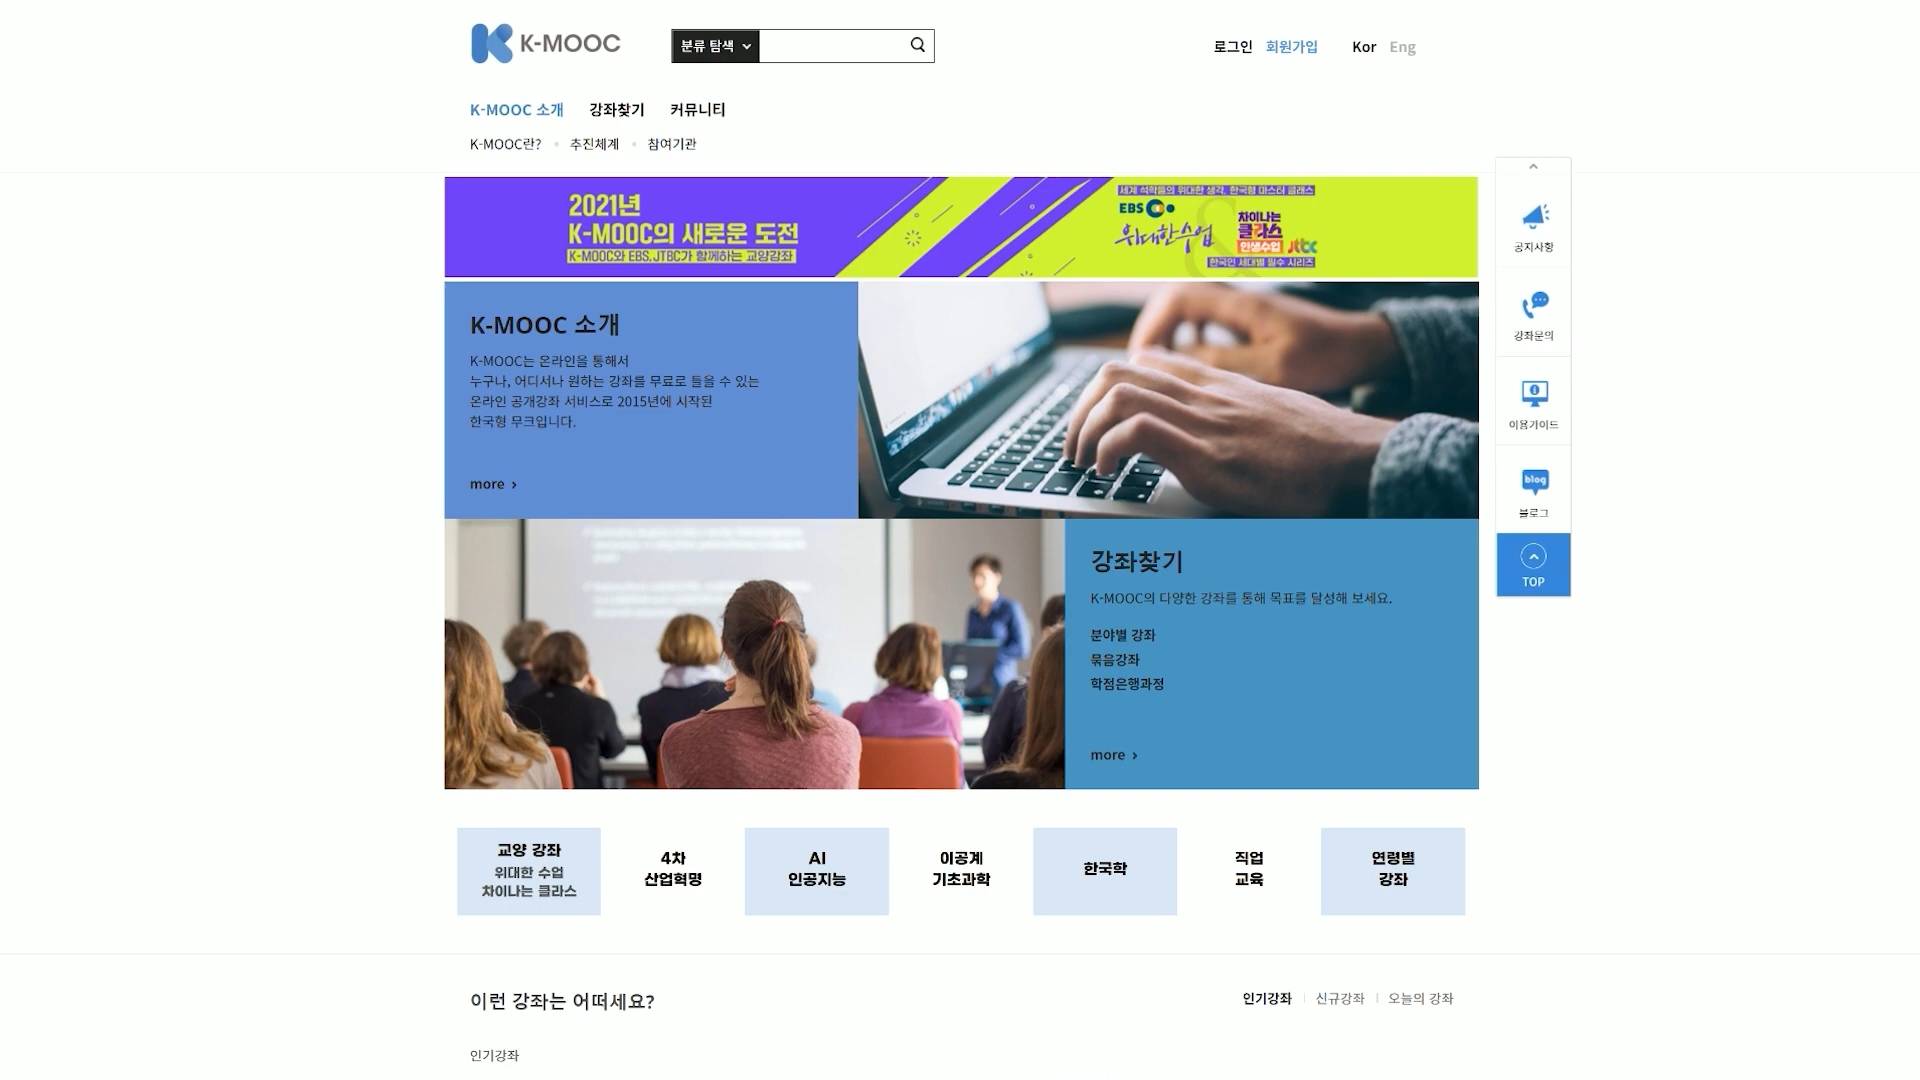 K-MOOC
분류 탐색
로그인 회원가입 Kor Eng
K-MOOC 소개 강좌찾기 커뮤니티
K-MOOC란? 추진체계 참여기관
2021년
K-MOOC의 새로운 도전
K-MOOC와 EBS, JTBC가 함께하는 교양강좌
세계 석학들의 위대한 생각, 한국형 마스터 클래스
EBS
위대한수업
&
차이나는
클라스
인생수업 jtbc
한국인 세대별 필수 시리즈
K-MOOC 소개
K-MOOC는 온라인을 통해서
누구나, 어디서나 원하는 강좌를 무료로 들을 수 있는
온라인 공개강좌 서비스로 2015년에 시작된
한국형 무크입니다.
more
강좌찾기
K-MOOC의 다양한 강좌를 통해 목표를 달성해 보세요.
분야별 강좌
묶음강좌
학점은행과정
more
공지사항
강좌문의
이용가이드
blog
블로그
TOP
교양 강좌
위대한 수업
차이나는 클라스
4차
산업혁명
AI
인공지능
이공계
기초과학
한국학
직업
교육
연령별
강좌
이런 강좌는 어떠세요?
인기강좌 신규강좌 오늘의 강좌
인기강좌